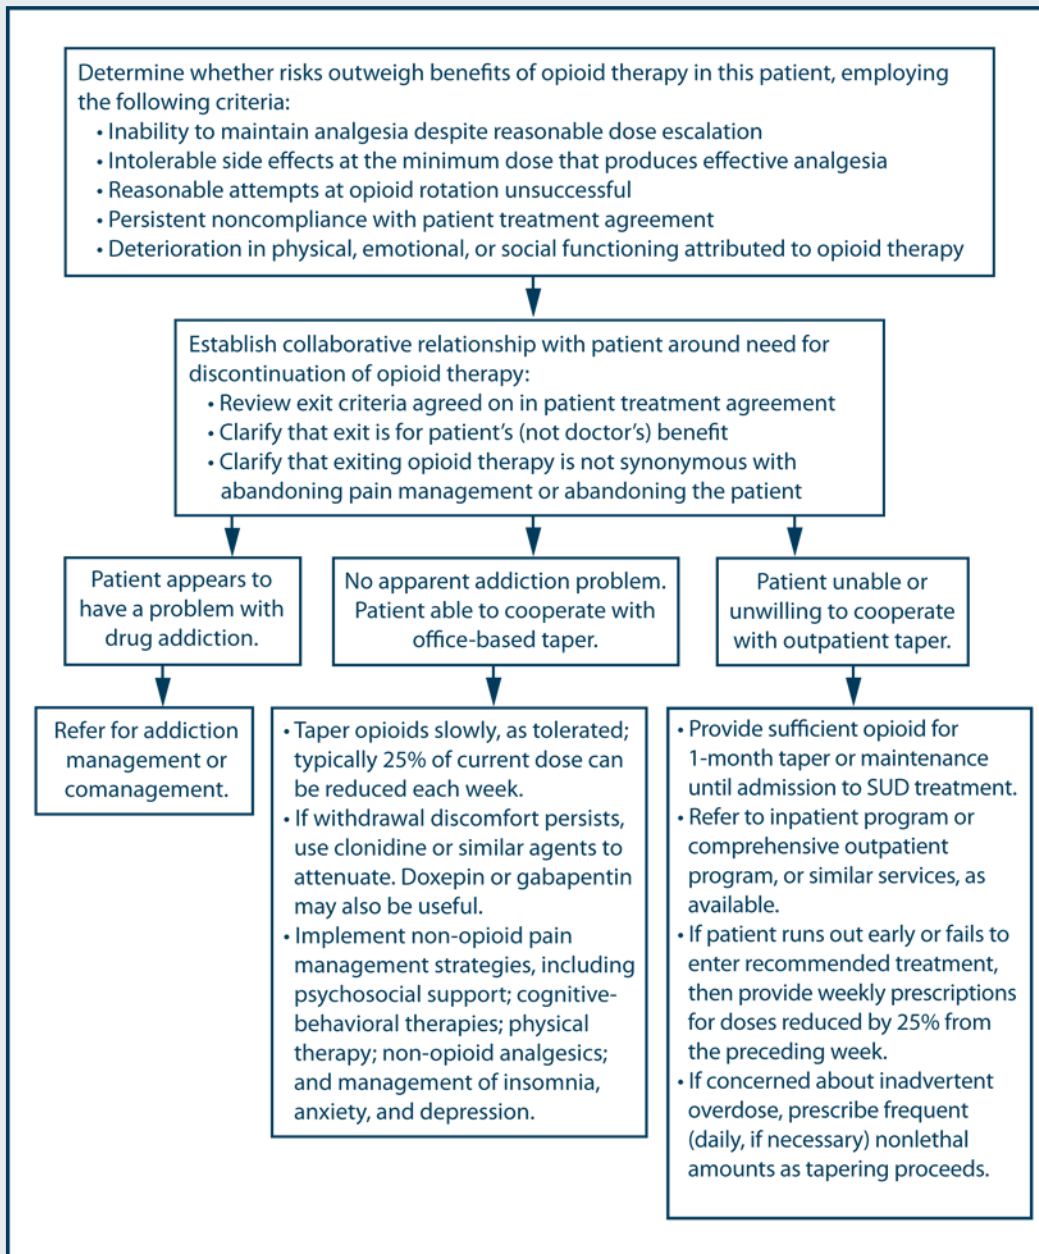 Determine whether risks outweigh benefits of opioid therapy in this patient, employing
the following criteria:
• Inability to maintain analgesia despite reasonable dose escalation
• Intolerable side effects at the minimum dose that produces effective analgesia
• Reasonable attempts at opioid rotation unsuccessful
• Persistent noncompliance with patient treatment agreement
• Deterioration in physical, emotional, or social functioning attributed to opioid therapy
Establish collaborative relationship with patient around need for
discontinuation of opioid therapy:
• Review exit criteria agreed on in patient treatment agreement
• Clarify that exit is for patient's (not doctor's) benefit
• Clarify that exiting opioid therapy is not synonymous with
abandoning pain management or abandoning the patient
Patient appears to
have a problem with
drug addiction.
No apparent addiction problem.
Patient able to cooperate with
office-based taper.
Patient unable or
unwilling to cooperate
with outpatient taper.
Refer for addiction
management or
comanagement.
• Taper opioids slowly, as tolerated;
typically 25% of current dose can
be reduced each week.
• If withdrawal discomfort persists,
use clonidine or similar agents to
attenuate. Doxepin or gabapentin
may also be useful.
• Implement non-opioid pain
management strategies, including
psychosocial support; cognitive-
behavioral therapies; physical
therapy; non-opioid analgesics;
and management of insomnia,
anxiety, and depression.
• Provide sufficient opioid for
1-month taper or maintenance
until admission to SUD treatment.
• Refer to inpatient program or
comprehensive outpatient
program, or similar services, as
available.
• If patient runs out early or fails to
enter recommended treatment,
then provide weekly prescriptions
for doses reduced by 25% from
the preceding week.
• If concerned about inadvertent
overdose, prescribe frequent
(daily, if necessary) nonlethal
amounts as tapering proceeds.